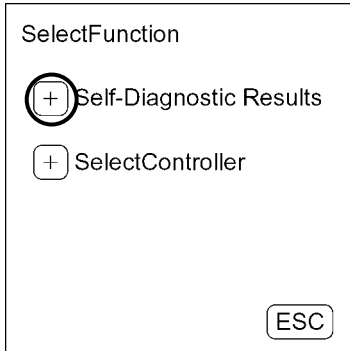 SelectFunction
+ Self-Diagnostic Results
+ SelectController
ESC